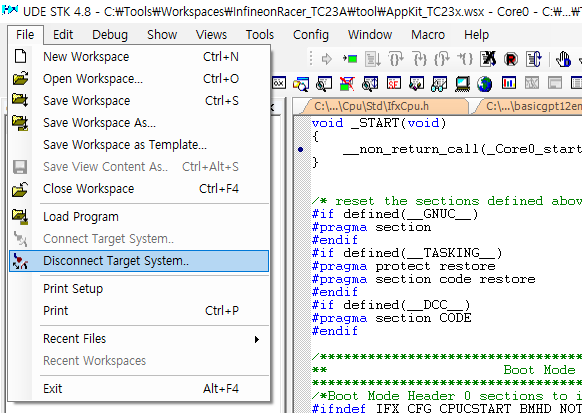 UDE STK 4.8 - C:₩Tools₩Workspaces₩InfineonRacer_TC23A₩tool₩AppKit_TC23x.wsx - Core0 - C:₩...₩T
File Edit Debug Show Views Tools Config Window Macro Help
New Workspace Ctrl+N
Open Workspace... Ctrl+O
Save Workspace Ctrl+S
Save Workspace As...
Save Workspace as Template...
Save View Content As.. Ctrl+Alt+S
Close Workspace Ctrl+F4
Load Program
Connect Target System..
Disconnect Target System..
Print Setup
Print Ctrl+P
Recent Files
Recent Workspaces
Exit Alt+F4
C:\...\Cpu\Std\IfxCpu.h
C:\...\basicgpt12en
void _START(void)
{
__non_return_call(_Core0_start
}
/* reset the sections defined abov
#if defined(__GNUC__)
#pragma section
#endif
#if defined(__TASKING__)
#pragma protect restore
#pragma section code restore
#endif
#if defined(__DCC__)
#pragma section CODE
#endif
/*********************************
** Boot Mode
**********************************
/*Boot Mode Header 0 sections to i
#ifndef IFX_CFG_CPUCSTART_BMHD_NOT